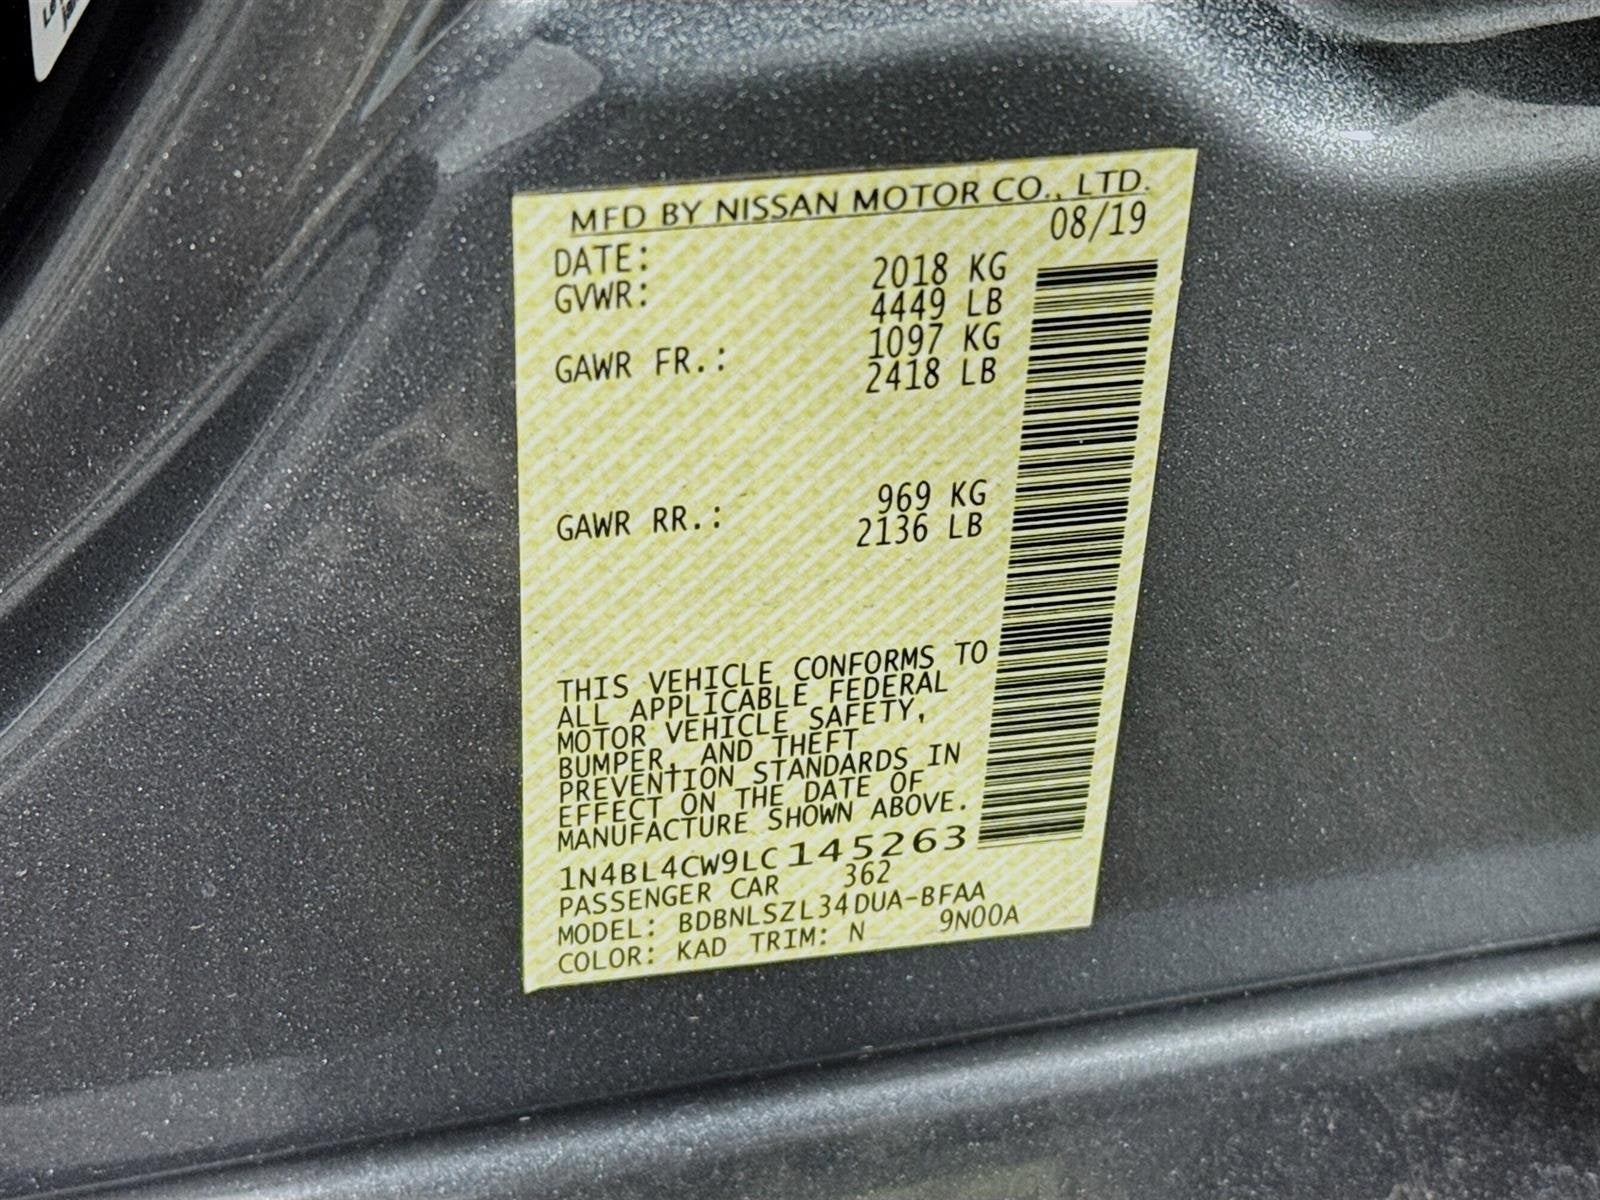 MFD BY NISSAN MOTOR CO., LTD.
DATE: 08/19
GVWR: 2018 KG
4449 LB
GAWR FR.: 1097 KG
2418 LB
GAWR RR.: 969 KG
2136 LB
THIS VEHICLE CONFORMS TO
ALL APPLICABLE FEDERAL
MOTOR VEHICLE SAFETY,
BUMPER, AND THEFT
PREVENTION STANDARDS IN
EFFECT ON THE DATE OF
MANUFACTURE SHOWN ABOVE.
1N4BL4CW9LC145263
PASSENGER CAR 362
MODEL: BDBNLSZL34DUA-BFAA
COLOR: KAD TRIM: N 9N00A